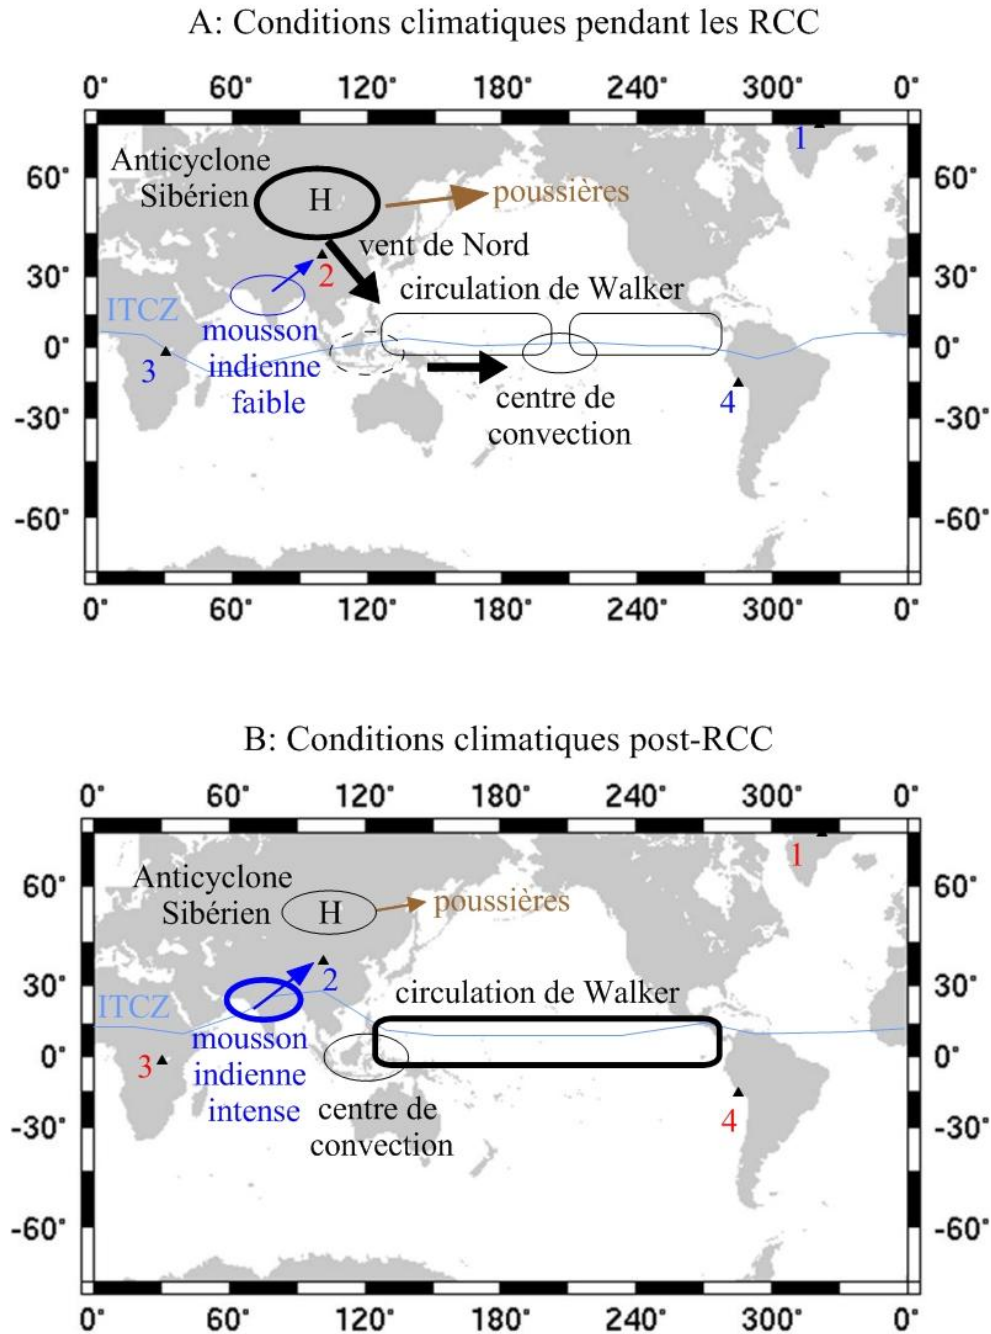 A: Conditions climatiques pendant les RCC
0° 60° 120° 180° 240° 300° 0°
1
Anticyclone
60° 60°
Sibérien H poussières
vent de Nord
30° 2 30°
circulation de Walker
ITCZ
mousson
0° 0°
3 indienne
faible
centre de
4
-30° -30°
convection
-60° -60°
0° 60° 120° 180° 240° 300° 0°
B: Conditions climatiques post-RCC
0° 60° 120° 180° 240° 300° 0°
1
Anticyclone
60° 60°
Sibérien H poussières
2
30° 30°
circulation de Walker
ITCZ
mousson
0° 0°
3
indienne
intense
centre de
4
-30° -30°
convection
-60° -60°
0° 60° 120° 180° 240° 300° 0°